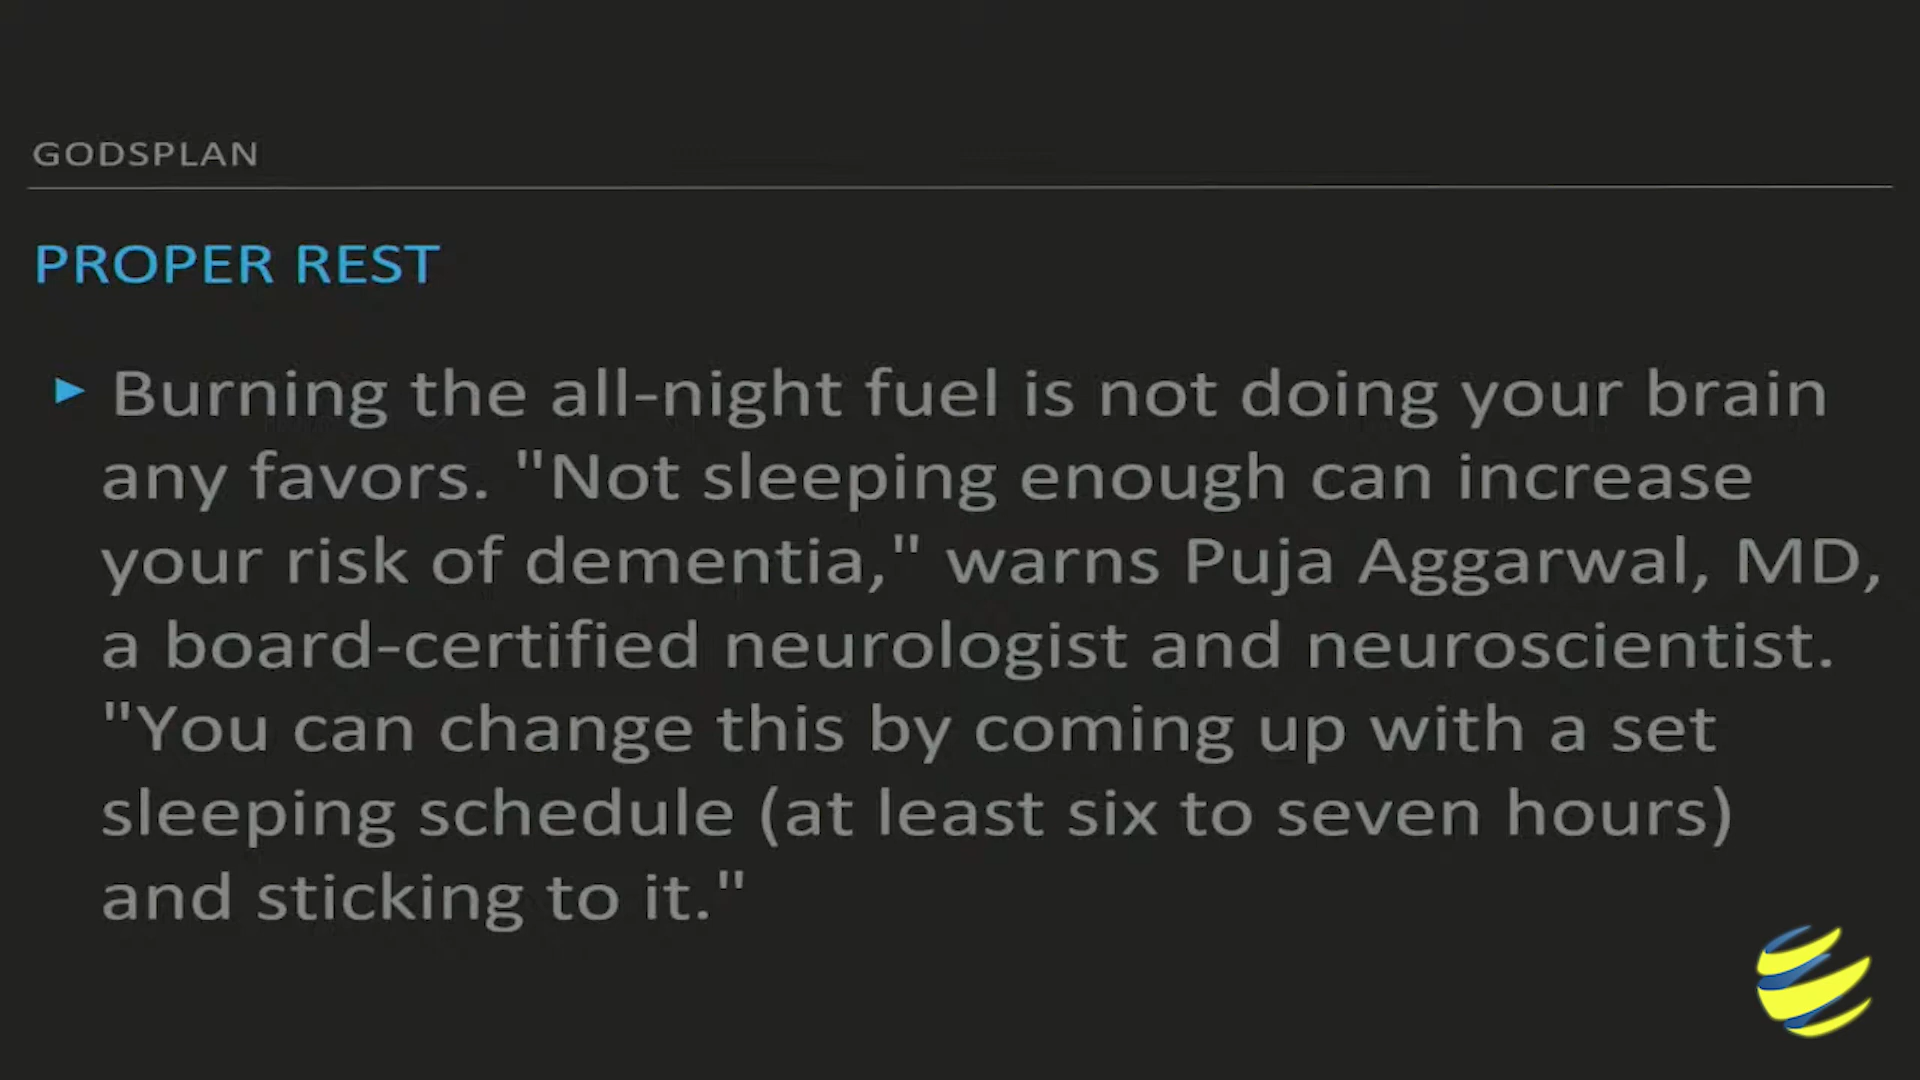 GODSPLAN
PROPER REST
► Burning the all-night fuel is not doing your brain
any favors. "Not sleeping enough can increase
your risk of dementia," warns Puja Aggarwal, MD,
a board-certified neurologist and neuroscientist.
"You can change this by coming up with a set
sleeping schedule (at least six to seven hours)
and sticking to it."